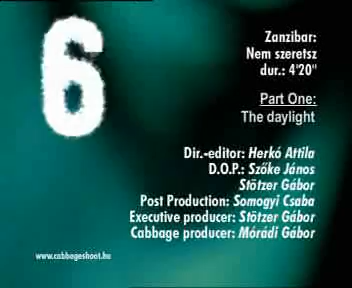 6
Zanzibar:
Nem szeretsz
dur.: 4'20"
Part One:
The daylight
Dir.-editor: Herkó Attila
D.O.P.: Szőke János
Stötzer Gábor
Post Production: Somogyi Csaba
Executive producer: Stötzer Gábor
Cabbage producer: Mórádi Gábor
www.cabbageshoot.hu